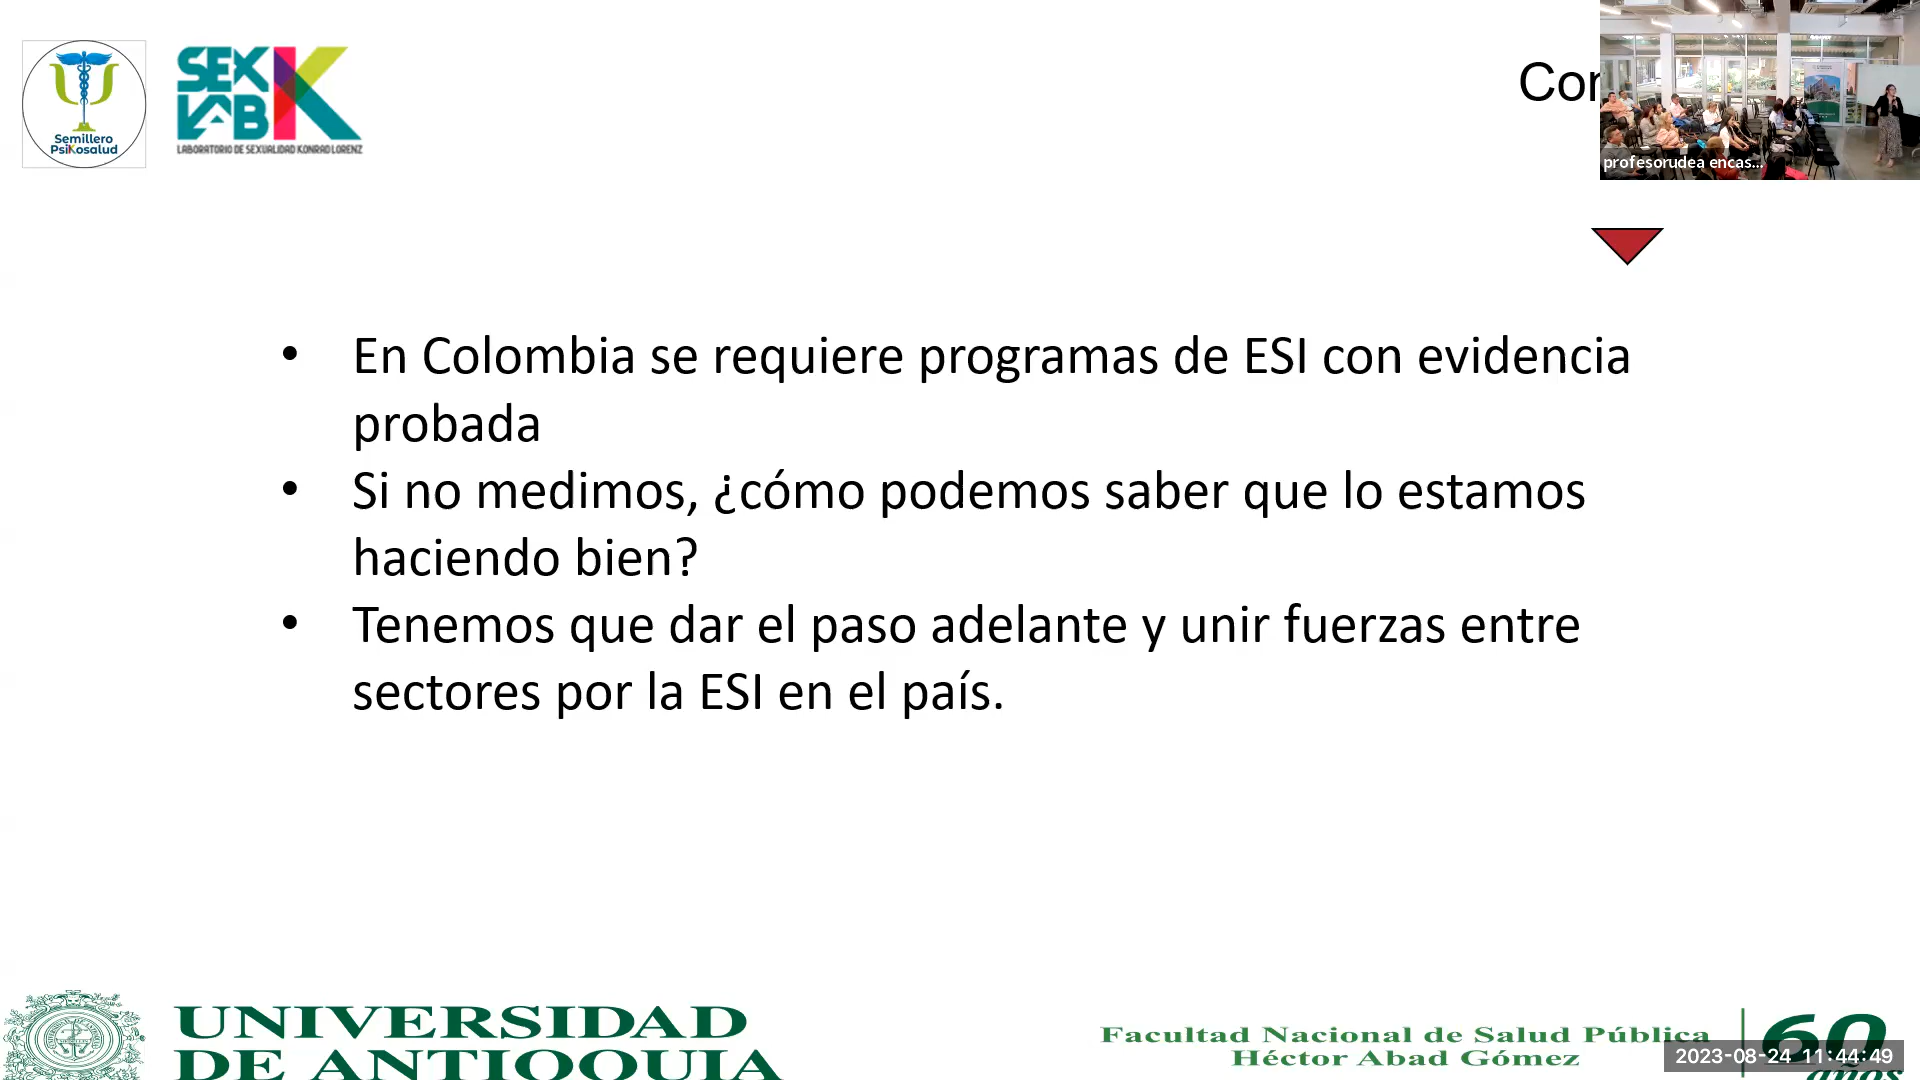 Semillero
PsiKosalud
SEX
LAB K
LABORATORIO DE SEXUALIDAD KONRAD LORENZ
profesorudea encas...
• En Colombia se requiere programas de ESI con evidencia
probada
• Si no medimos, ¿cómo podemos saber que lo estamos
haciendo bien?
• Tenemos que dar el paso adelante y unir fuerzas entre
sectores por la ESI en el país.
UNIVERSIDAD
DE ANTIOQUIA
Facultad Nacional de Salud Pública
Héctor Abad Gómez
60
años
2023-08-24 11:44:49